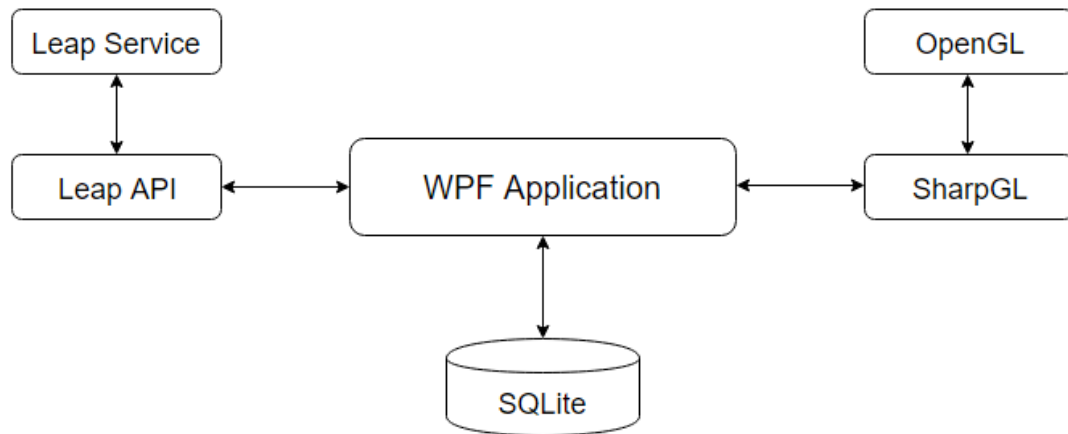 Leap Service
OpenGL
Leap API
WPF Application
SharpGL
SQLite